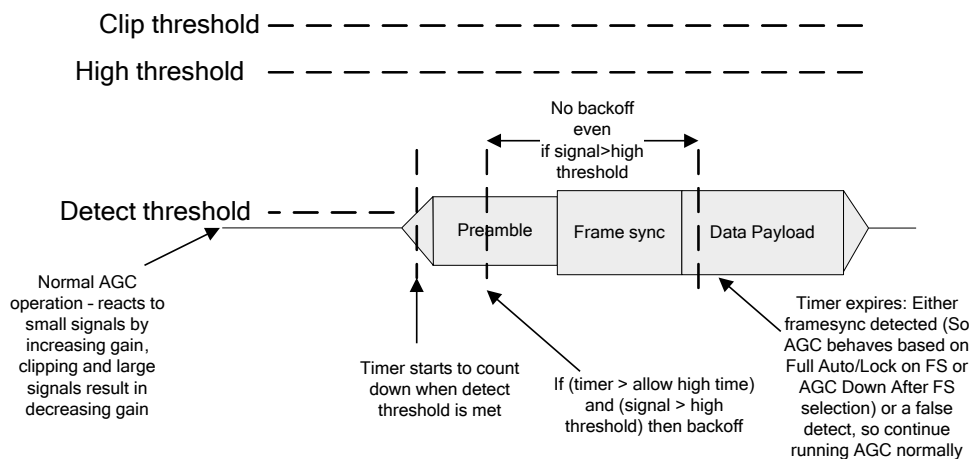 Clip threshold
High threshold
No backoff
even
if signal>high
threshold
Detect threshold
Preamble
Frame sync
Data Payload
Normal AGC
operation - reacts to
small signals by
increasing gain,
clipping and large
signals result in
decreasing gain
Timer starts to count
down when detect
threshold is met
If (timer > allow high time)
and (signal > high
threshold) then backoff
Timer expires: Either
framesync detected (So
AGC behaves based on
Full Auto/Lock on FS or
AGC Down After FS
selection) or a false
detect, so continue
running AGC normally